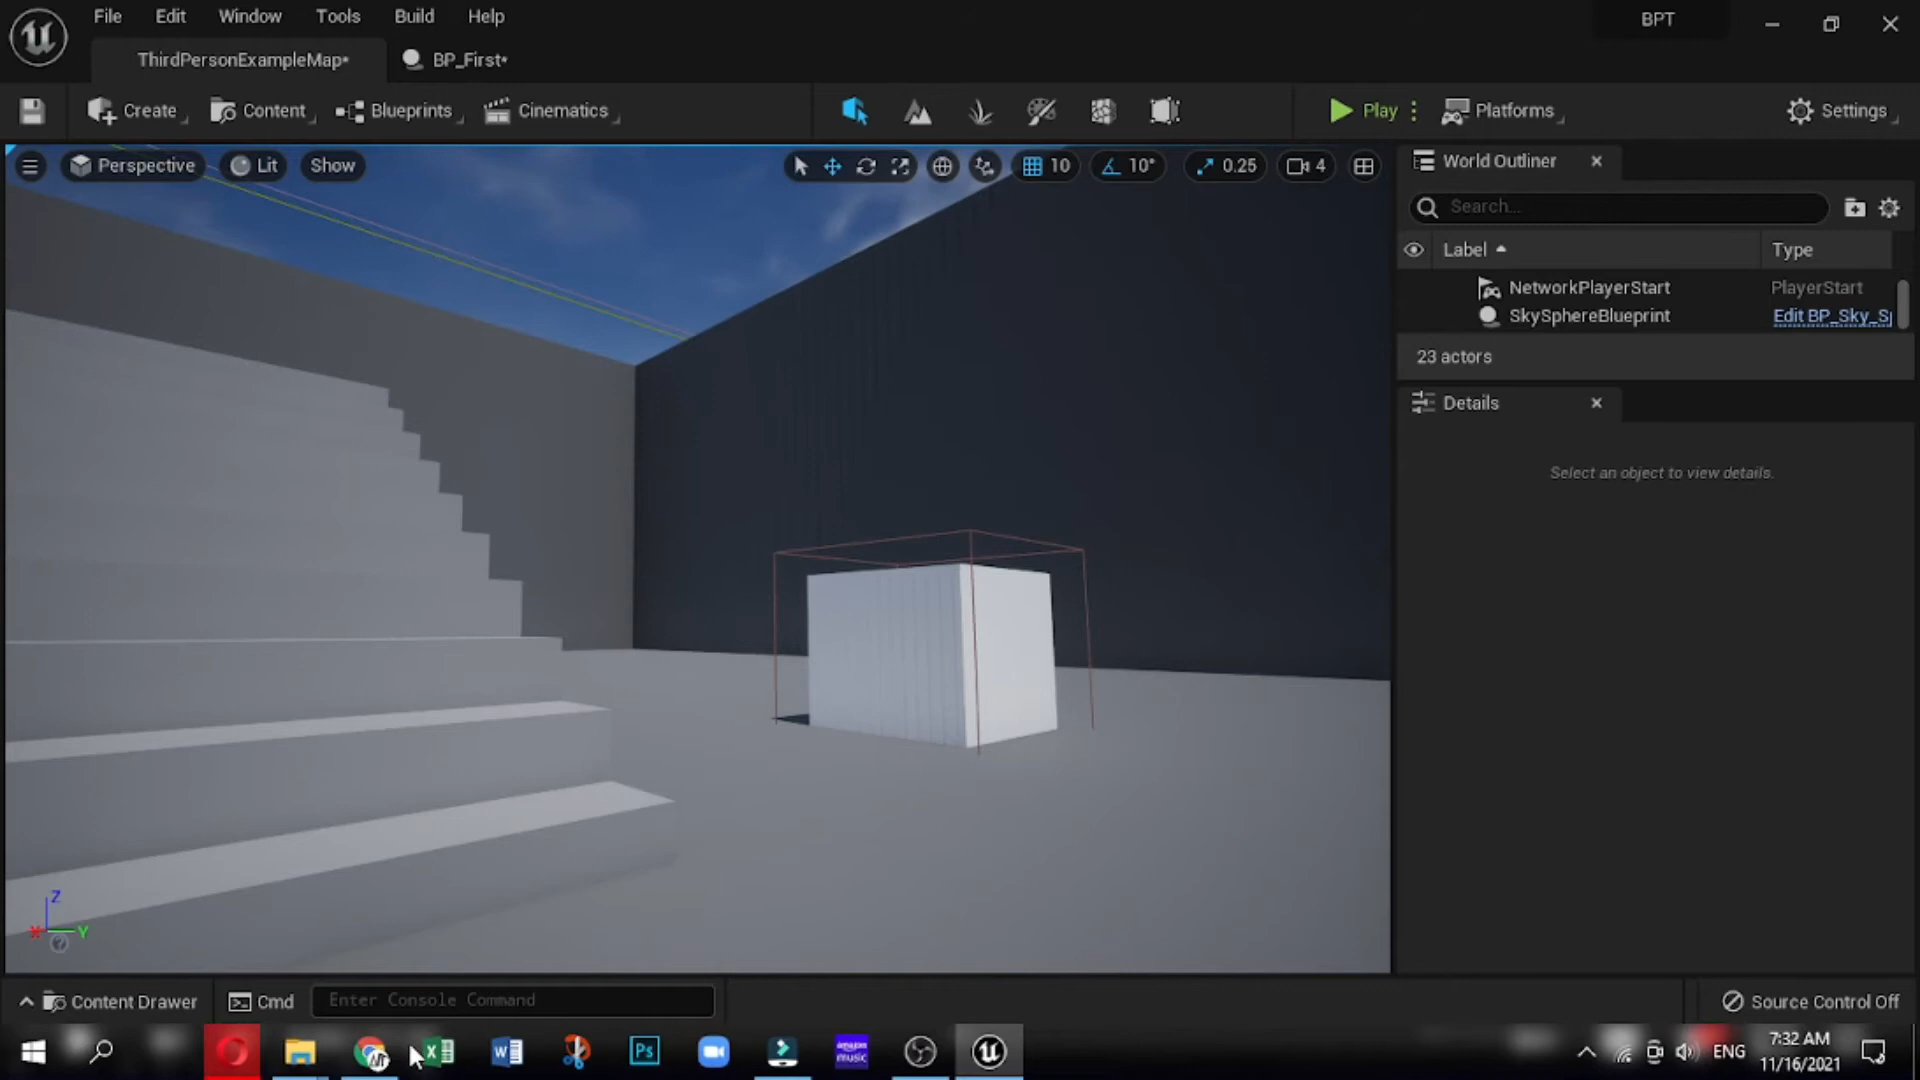 File Edit Window Tools Build Help
BPT
ThirdPersonExampleMap*
BP_First*
Create
Content
Blueprints
Cinematics
Play
Platforms
Settings
Perspective
Lit
Show
10
10°
0.25
4
World Outliner
Search...
Label
Type
NetworkPlayerStart PlayerStart
SkySphereBlueprint Edit BP_Sky_S
23 actors
Details
Select an object to view details.
Z
X
Y
Content Drawer
Cmd
Enter Console Command
Source Control Off
Ps
amazon
music
ENG
7:32 AM
11/16/2021